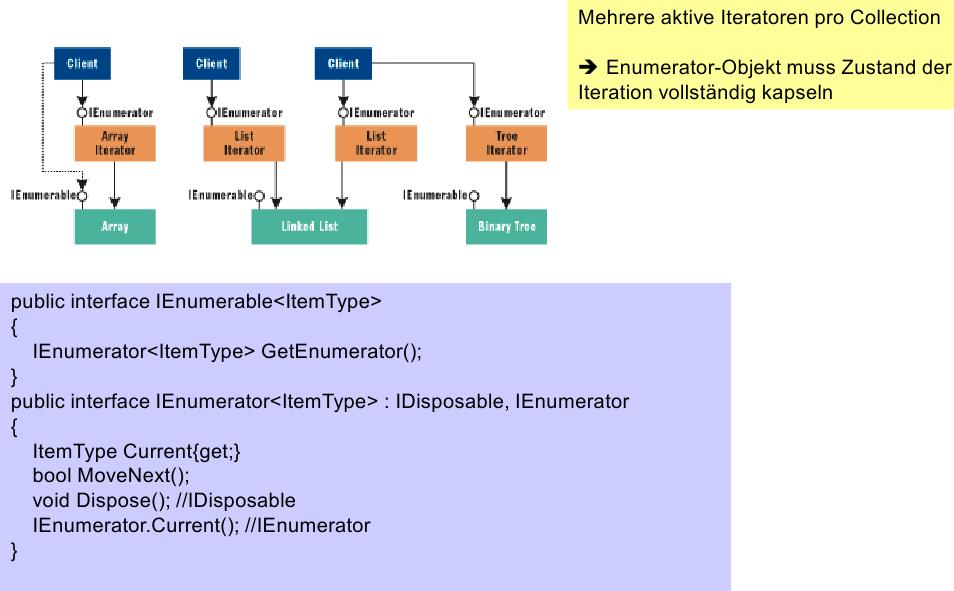 Mehrere aktive Iteratoren pro Collection
➔ Enumerator-Objekt muss Zustand der
Iteration vollständig kapseln
Client
Client
Client
IEnumerator
IEnumerator
IEnumerator
IEnumerator
Array
Iterator
List
Iterator
List
Iterator
Tree
Iterator
IEnumerable
IEnumerable
IEnumerable
Array
Linked List
Binary Tree
public interface IEnumerable<ItemType>
{
IEnumerator<ItemType> GetEnumerator();
}
public interface IEnumerator<ItemType> : IDisposable, IEnumerator
{
ItemType Current{get;}
bool MoveNext();
void Dispose(); //IDisposable
IEnumerator.Current(); //IEnumerator
}